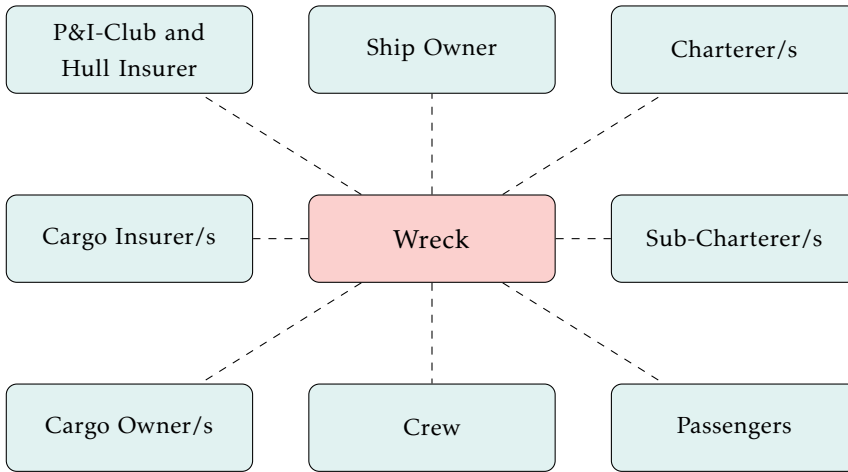 P&I-Club and
Hull Insurer
Ship Owner
Charterer/s
Cargo Insurer/s
Wreck
Sub-Charterer/s
Cargo Owner/s
Crew
Passengers